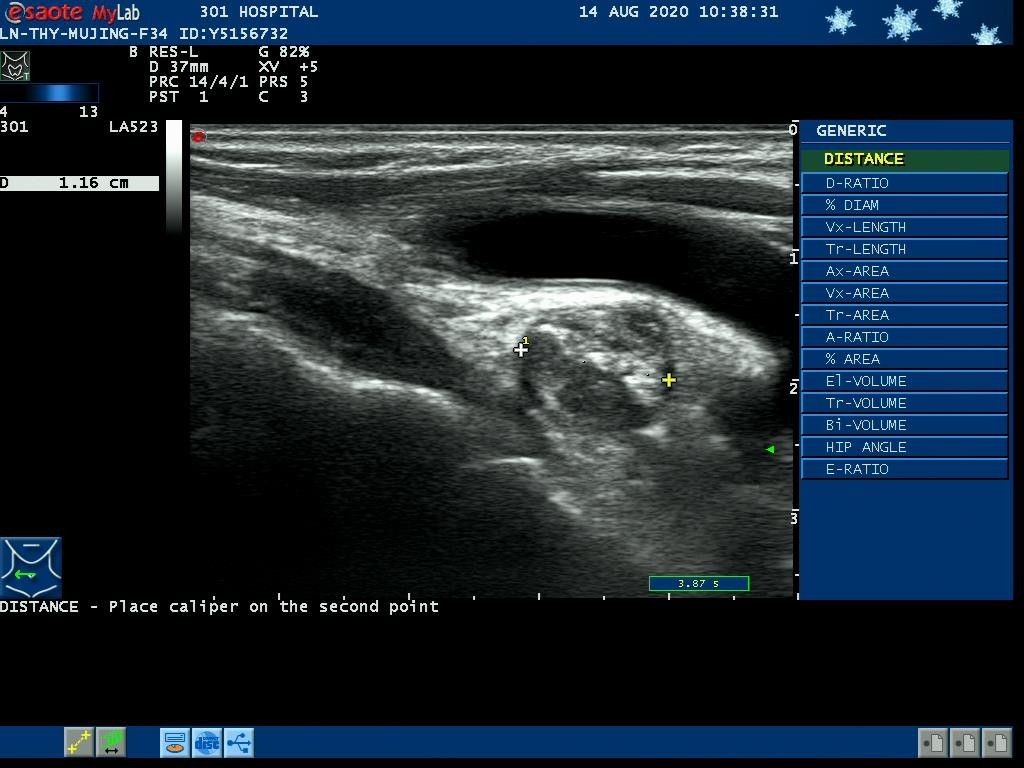 esaote MyLab 301 HOSPITAL 14 AUG 2020 10:38:31
LN-THY-MUJING-F34 ID:Y5156732
B RES-L G 82%
D 37mm XV +5
PRC 14/4/1 PRS 5
PST 1 C 3
4 13
301 LA523
D 1.16 cm
0
1
2
3
1
GENERIC
DISTANCE
D-RATIO
% DIAM
Vx-LENGTH
Tr-LENGTH
Ax-AREA
Vx-AREA
Tr-AREA
A-RATIO
% AREA
El-VOLUME
Tr-VOLUME
Bi-VOLUME
HIP ANGLE
E-RATIO
3.87 s
DISTANCE - Place caliper on the second point
disc